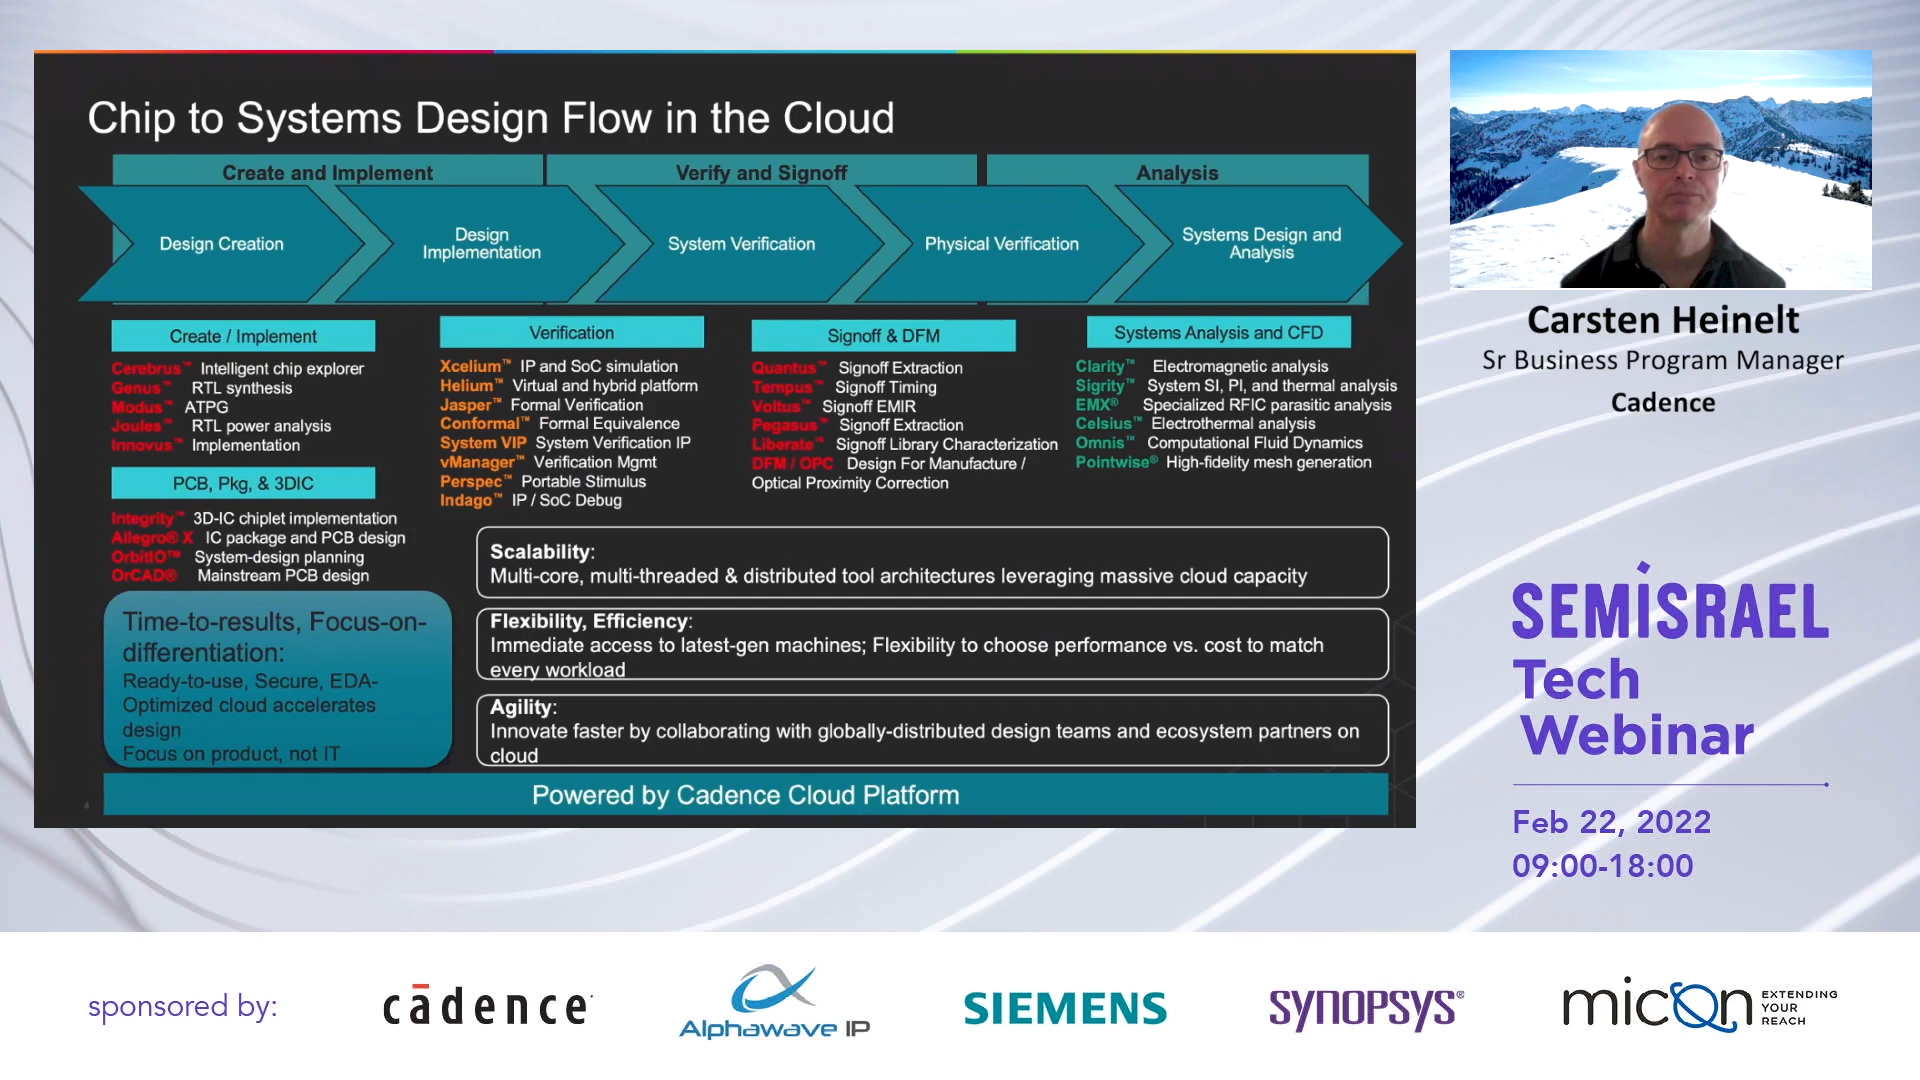 Chip to Systems Design Flow in the Cloud
Create and Implement
Verify and Signoff
Analysis
Design Creation
Design
Implementation
System Verification
Physical Verification
Systems Design and
Analysis
Create / Implement
Cerebrus™ Intelligent chip explorer
Genus™ RTL synthesis
Modus™ ATPG
Joules™ RTL power analysis
Innovus™ Implementation
PCB, Pkg, & 3DIC
Integrity™ 3D-IC chiplet implementation
Allegro® X IC package and PCB design
OrbitIO™ System-design planning
OrCAD® Mainstream PCB design
Verification
Xcelium™ IP and SoC simulation
Helium™ Virtual and hybrid platform
Jasper™ Formal Verification
Conformal™ Formal Equivalence
System VIP System Verification IP
vManager™ Verification Mgmt
Perspec™ Portable Stimulus
Indago™ IP / SoC Debug
Signoff & DFM
Quantus™ Signoff Extraction
Tempus™ Signoff Timing
Voltus™ Signoff EMIR
Pegasus™ Signoff Extraction
Liberate™ Signoff Library Characterization
DFM / OPC Design For Manufacture /
Optical Proximity Correction
Systems Analysis and CFD
Clarity™ Electromagnetic analysis
Sigrity™ System SI, PI, and thermal analysis
EMX® Specialized RFIC parasitic analysis
Celsius™ Electrothermal analysis
Omnis™ Computational Fluid Dynamics
Pointwise® High-fidelity mesh generation
Time-to-results, Focus-on-
differentiation:
Ready-to-use, Secure, EDA-
Optimized cloud accelerates
design
Focus on product, not IT
Scalability:
Multi-core, multi-threaded & distributed tool architectures leveraging massive cloud capacity
Flexibility, Efficiency:
Immediate access to latest-gen machines; Flexibility to choose performance vs. cost to match
every workload
Agility:
Innovate faster by collaborating with globally-distributed design teams and ecosystem partners on
cloud
4
Powered by Cadence Cloud Platform
Carsten Heinelt
Sr Business Program Manager
Cadence
SEMISRAEL
Tech
Webinar
Feb 22, 2022
09:00-18:00
sponsored by:
cādence
Alphawave IP
SIEMENS
SYNOPSYS®
micon
EXTENDING
YOUR
REACH